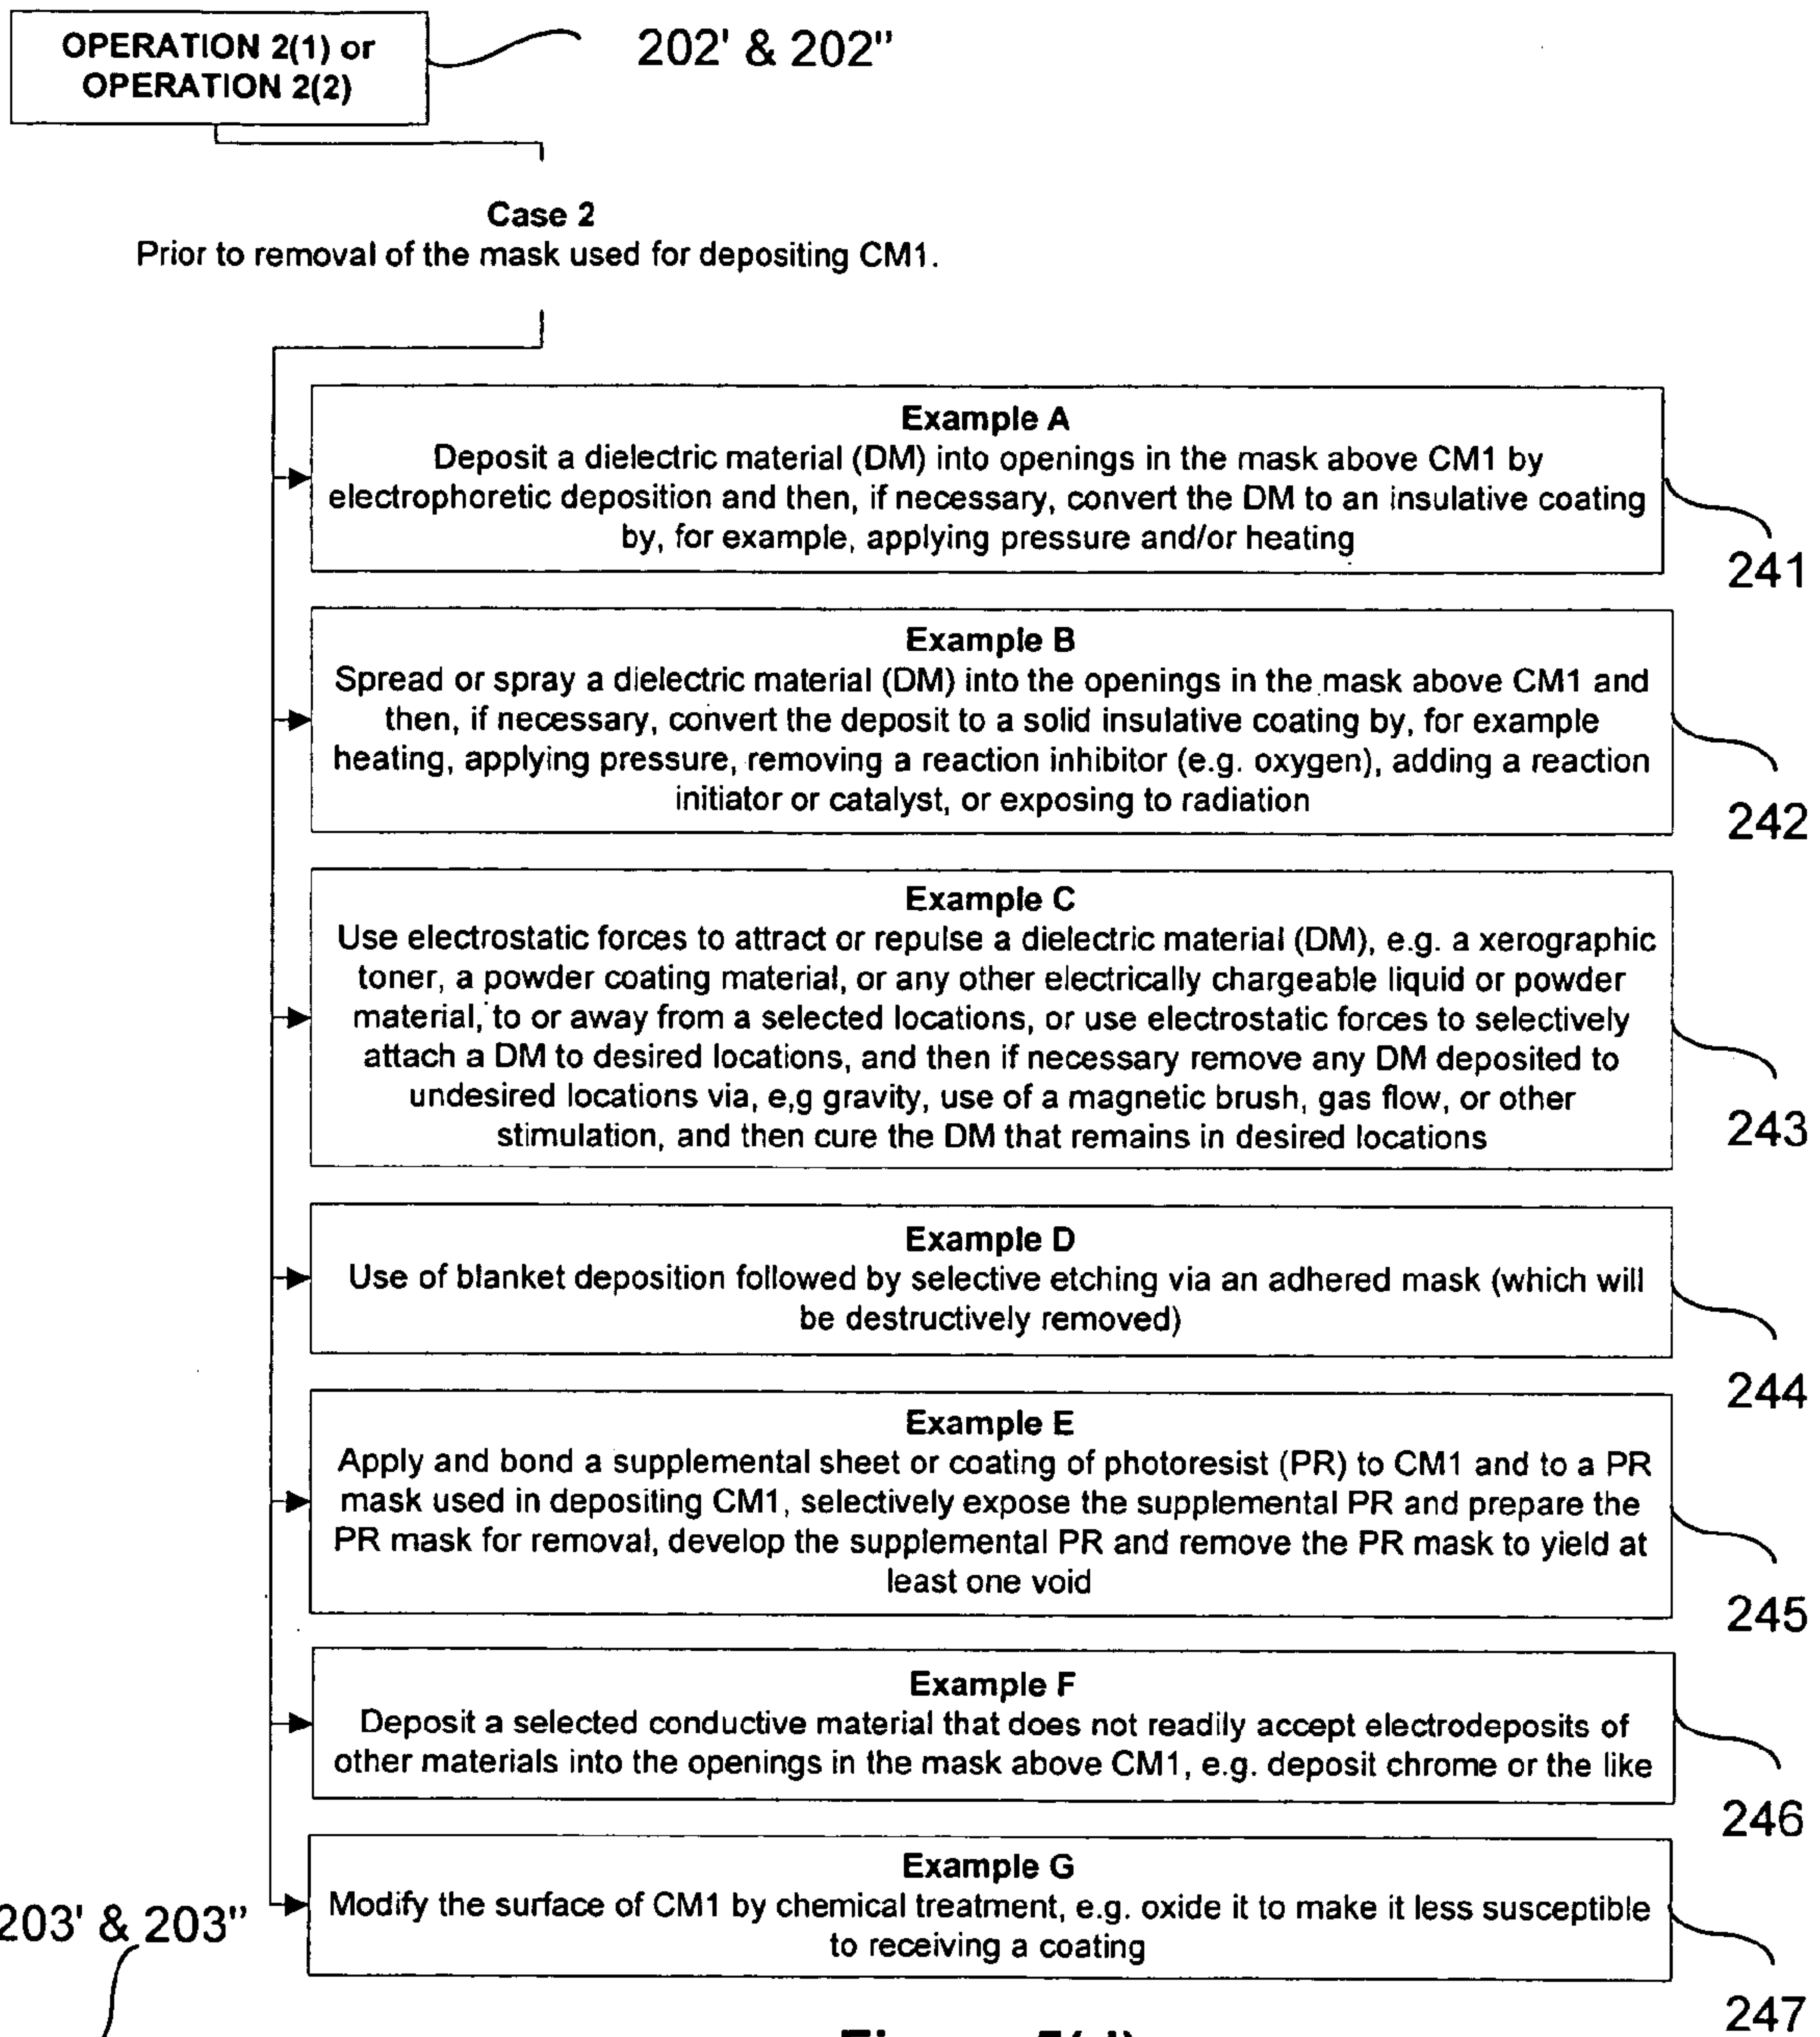 OPERATION 2(1) or
OPERATION 2(2)
202' & 202"
Case 2
Prior to removal of the mask used for depositing CM1.
Example A
Deposit a dielectric material (DM) into openings in the mask above CM1 by
electrophoretic deposition and then, if necessary, convert the DM to an insulative coating
by, for example, applying pressure and/or heating
241
Example B
Spread or spray a dielectric material (DM) into the openings in the mask above CM1 and
then, if necessary, convert the deposit to a solid insulative coating by, for example
heating, applying pressure, removing a reaction inhibitor (e.g. oxygen), adding a reaction
initiator or catalyst, or exposing to radiation
242
Example C
Use electrostatic forces to attract or repulse a dielectric material (DM), e.g. a xerographic
toner, a powder coating material, or any other electrically chargeable liquid or powder
material, to or away from a selected locations, or use electrostatic forces to selectively
attach a DM to desired locations, and then if necessary remove any DM deposited to
undesired locations via, e,g gravity, use of a magnetic brush, gas flow, or other
stimulation, and then cure the DM that remains in desired locations
243
Example D
Use of blanket deposition followed by selective etching via an adhered mask (which will
be destructively removed)
244
Example E
Apply and bond a supplemental sheet or coating of photoresist (PR) to CM1 and to a PR
mask used in depositing CM1, selectively expose the supplemental PR and prepare the
PR mask for removal, develop the supplemental PR and remove the PR mask to yield at
least one void
245
Example F
Deposit a selected conductive material that does not readily accept electrodeposits of
other materials into the openings in the mask above CM1, e.g. deposit chrome or the like
246
Example G
Modify the surface of CM1 by chemical treatment, e.g. oxide it to make it less susceptible
to receiving a coating
247
203' & 203"